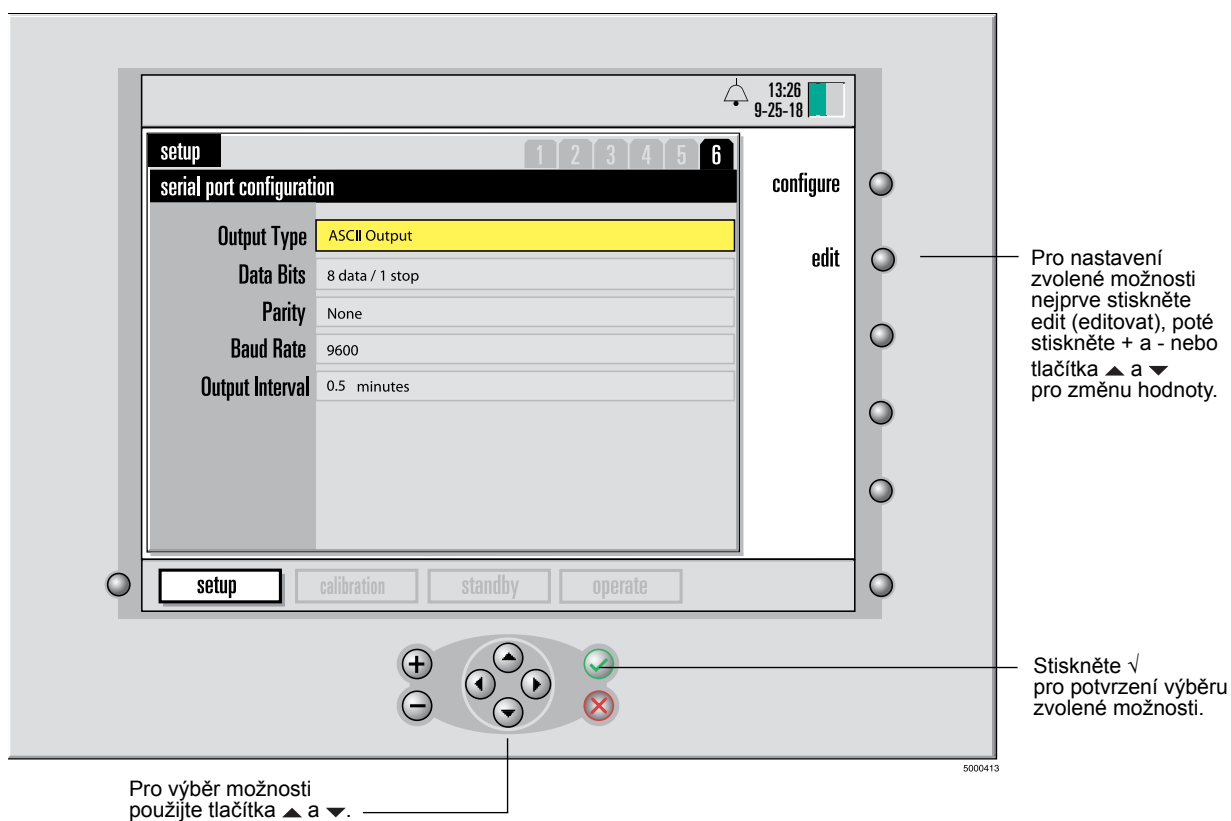 13:26
9-25-18
setup
1 2 3 4 5 6
serial port configuration
configure
edit
Output Type ASCII Output
Data Bits 8 data / 1 stop
Parity None
Baud Rate 9600
Output Interval 0.5 minutes
setup calibration standby operate
Pro nastavení
zvolené možnosti
nejprve stiskněte
edit (editovat), poté
stiskněte + a - nebo
tlačítka ▲ a ▼
pro změnu hodnoty.
Stiskněte √
pro potvrzení výběru
zvolené možnosti.
5000413
Pro výběr možnosti
použijte tlačítka ▲ a ▼.